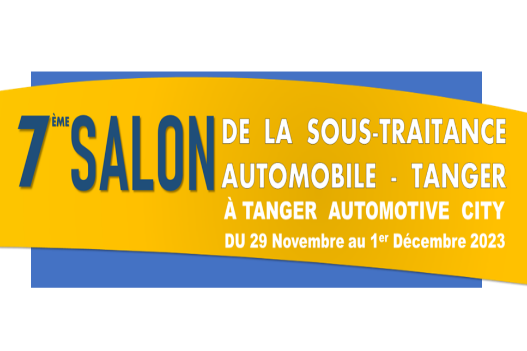 7ÈME SALON
DE LA SOUS-TRAITANCE
AUTOMOBILE - TANGER
À TANGER AUTOMOTIVE CITY
DU 29 Novembre au 1er Décembre 2023